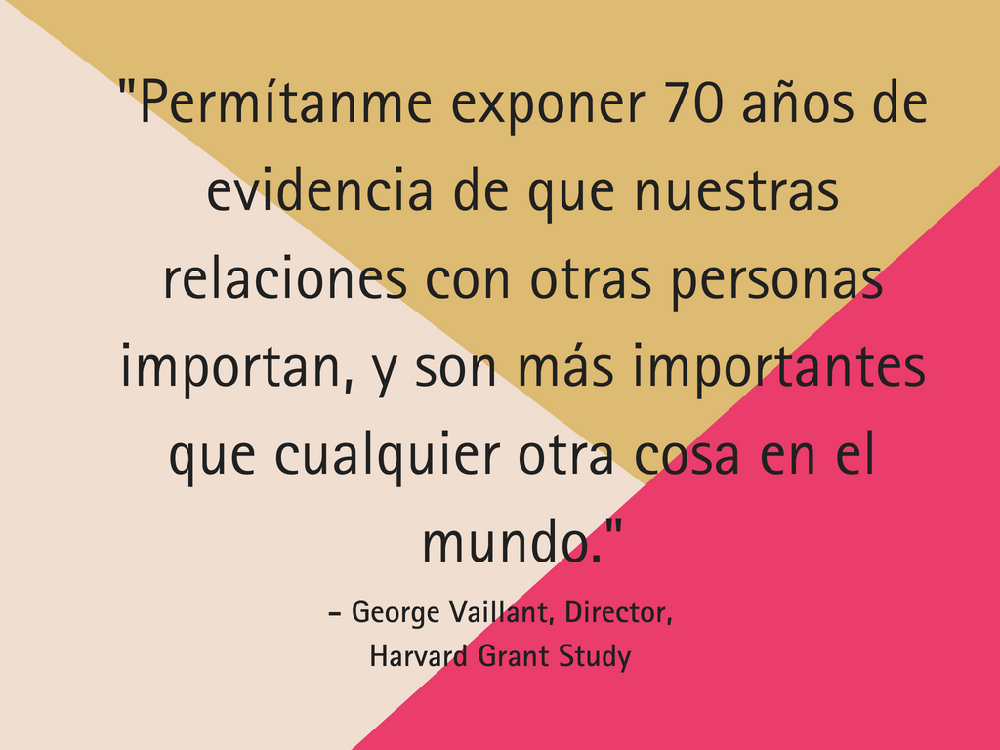 "Permítanme exponer 70 años de
evidencia de que nuestras
relaciones con otras personas
importan, y son más importantes
que cualquier otra cosa en el
mundo."
– George Vaillant, Director,
Harvard Grant Study